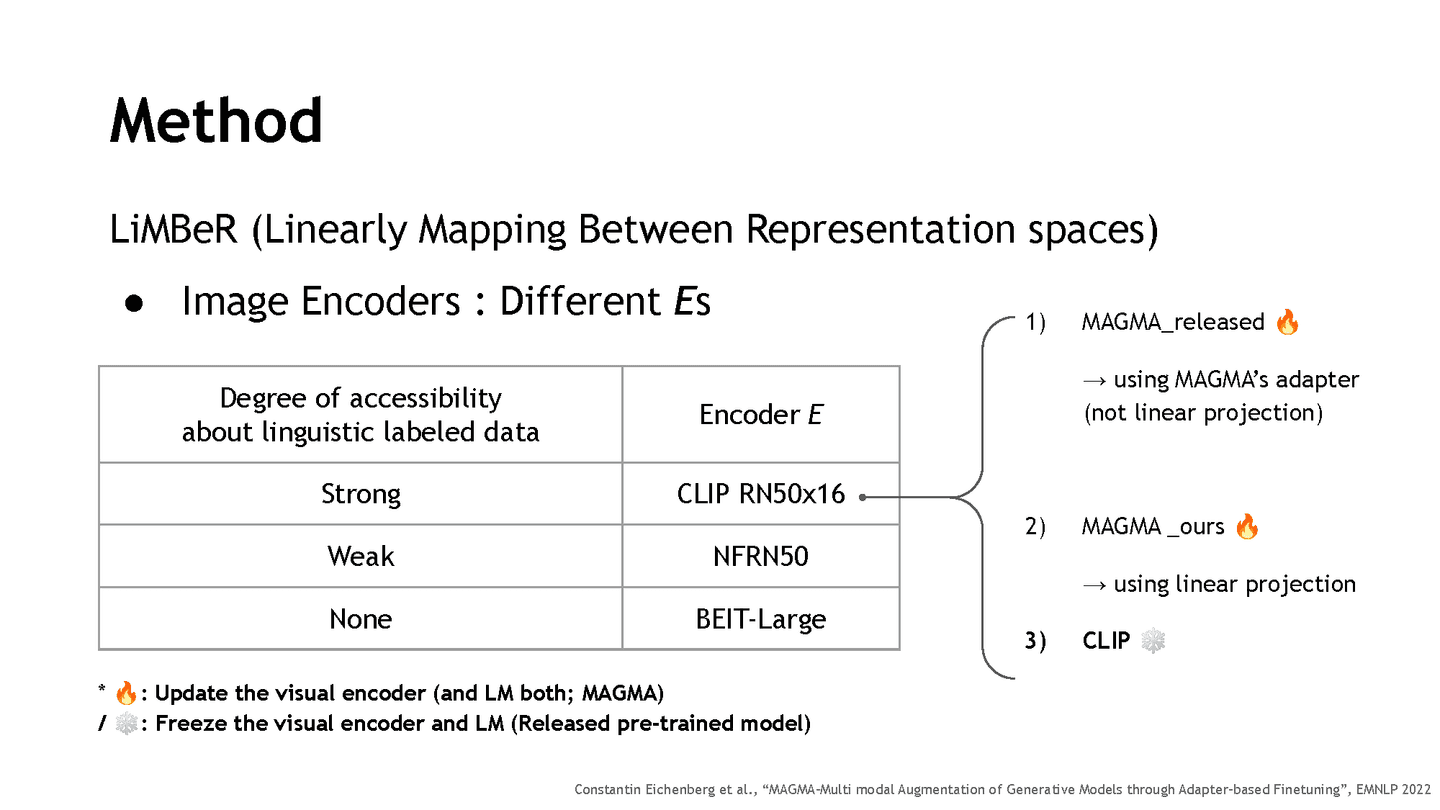 Method
LiMBeR (Linearly Mapping Between Representation spaces)
● Image Encoders : Different Es
Degree of accessibility
about linguistic labeled data
Encoder E
Strong
CLIP RN50x16
Weak
NFRN50
None
BEIT-Large
1) MAGMA_released 🔥
→ using MAGMA’s adapter
(not linear projection)
2) MAGMA _ours 🔥
→ using linear projection
3) CLIP ❄️
* 🔥: Update the visual encoder (and LM both; MAGMA)
/ ❄️: Freeze the visual encoder and LM (Released pre-trained model)
Constantin Eichenberg et al., “MAGMA-Multi modal Augmentation of Generative Models through Adapter-based Finetuning”, EMNLP 2022